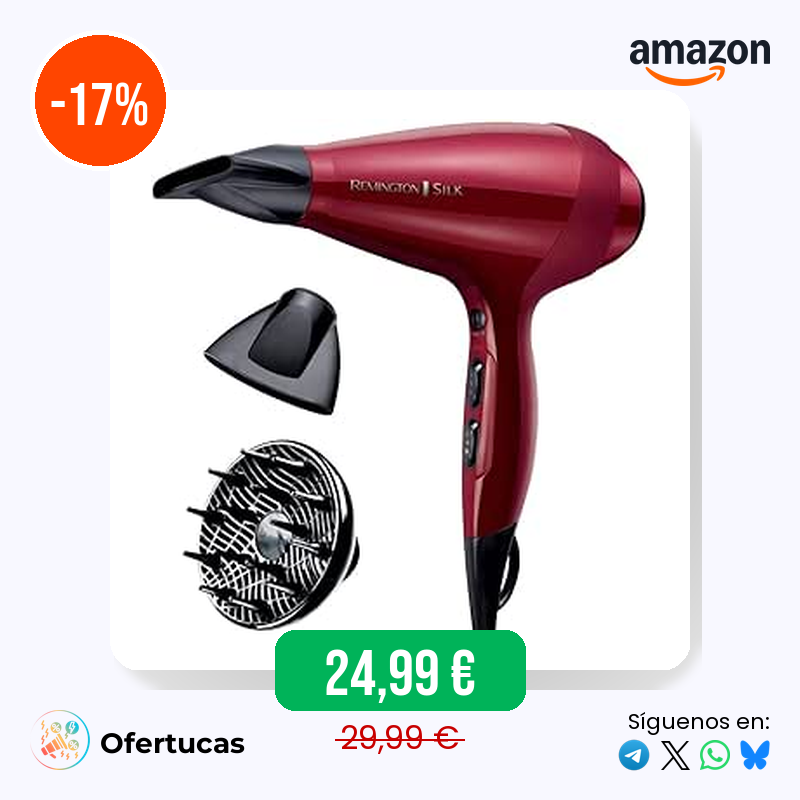 -17%
amazon
REMINGTON SILK
24,99 €
29,99 €
Ofertucas
Síguenos en: